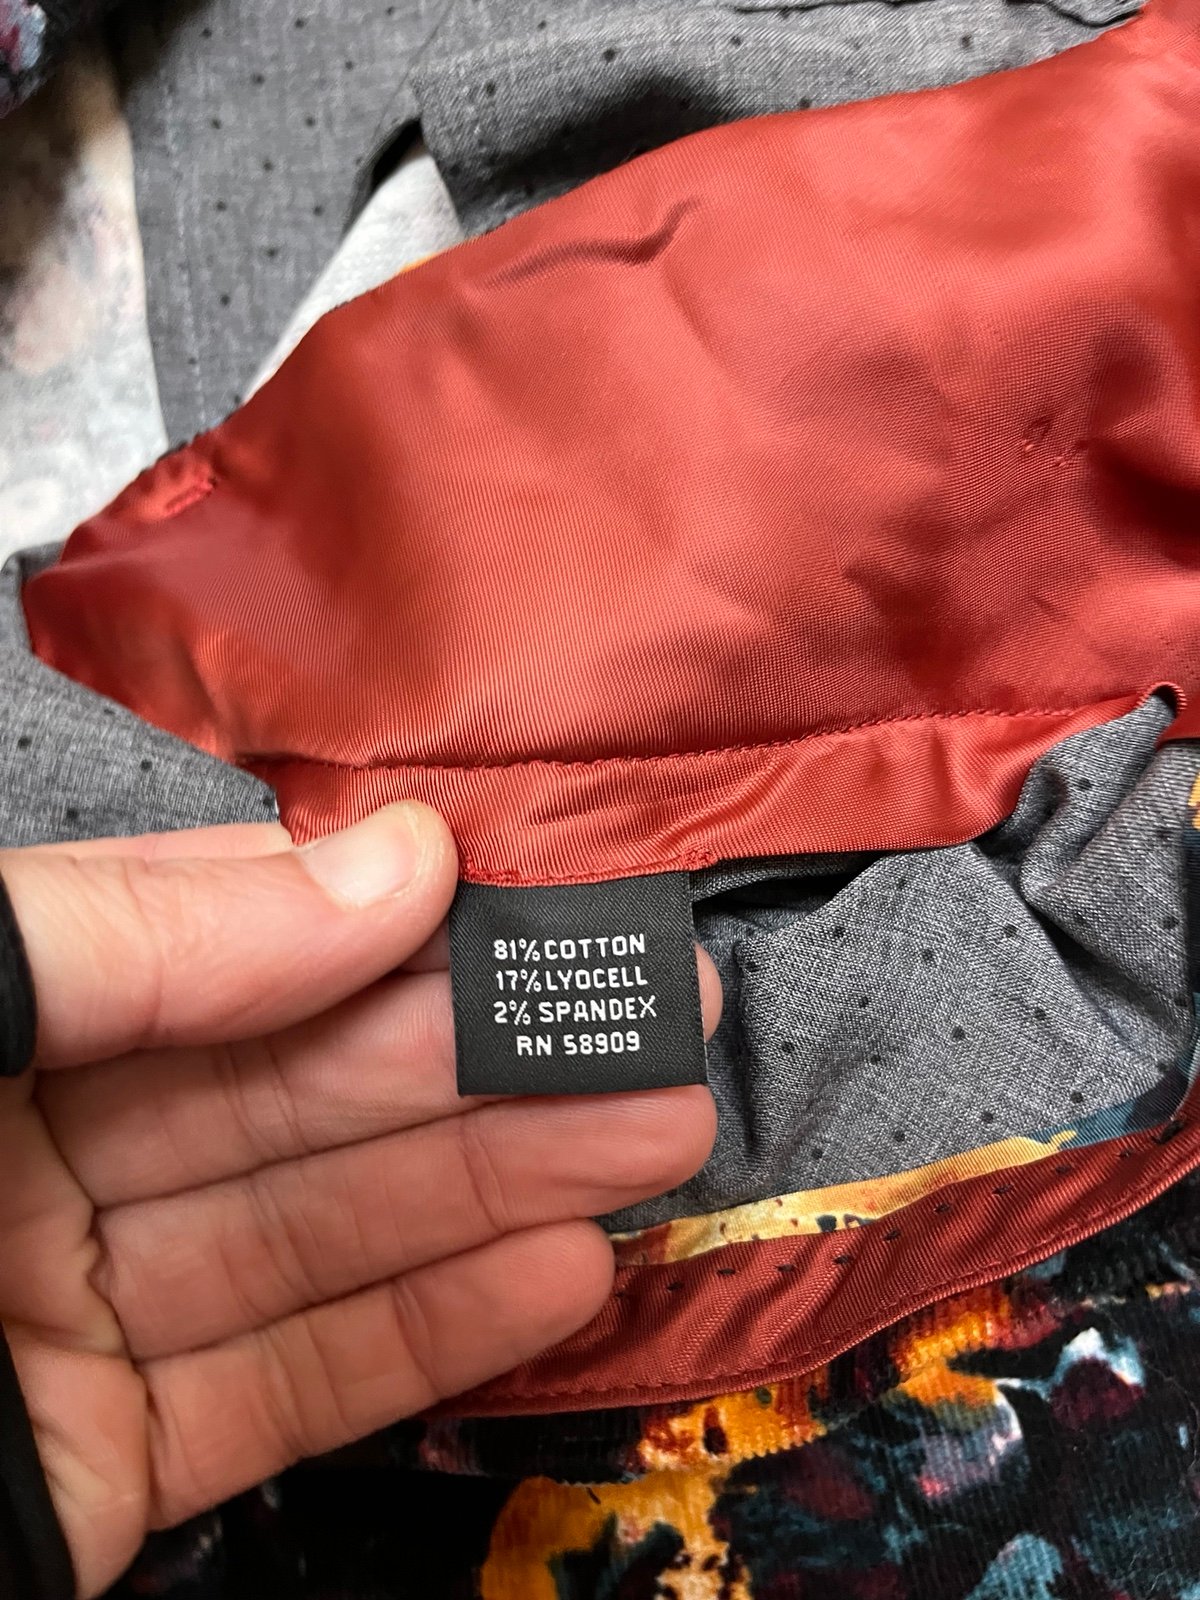 81% COTTON
17% LYOCELL
2% SPANDEX
RN 58909